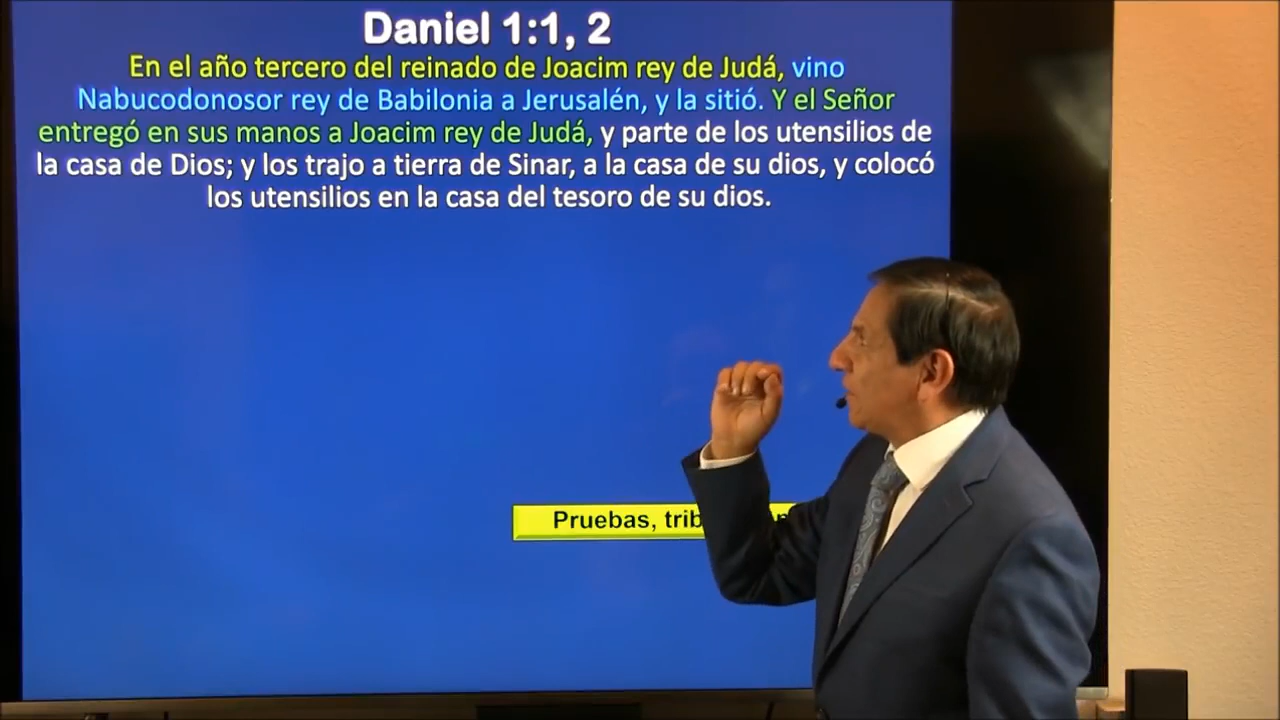 Daniel 1:1, 2
En el año tercero del reinado de Joacim rey de Judá, vino
Nabucodonosor rey de Babilonia a Jerusalén, y la sitió. Y el Señor
entregó en sus manos a Joacim rey de Judá, y parte de los utensilios de
la casa de Dios; y los trajo a tierra de Sinar, a la casa de su dios, y colocó
los utensilios en la casa del tesoro de su dios.
Pruebas,